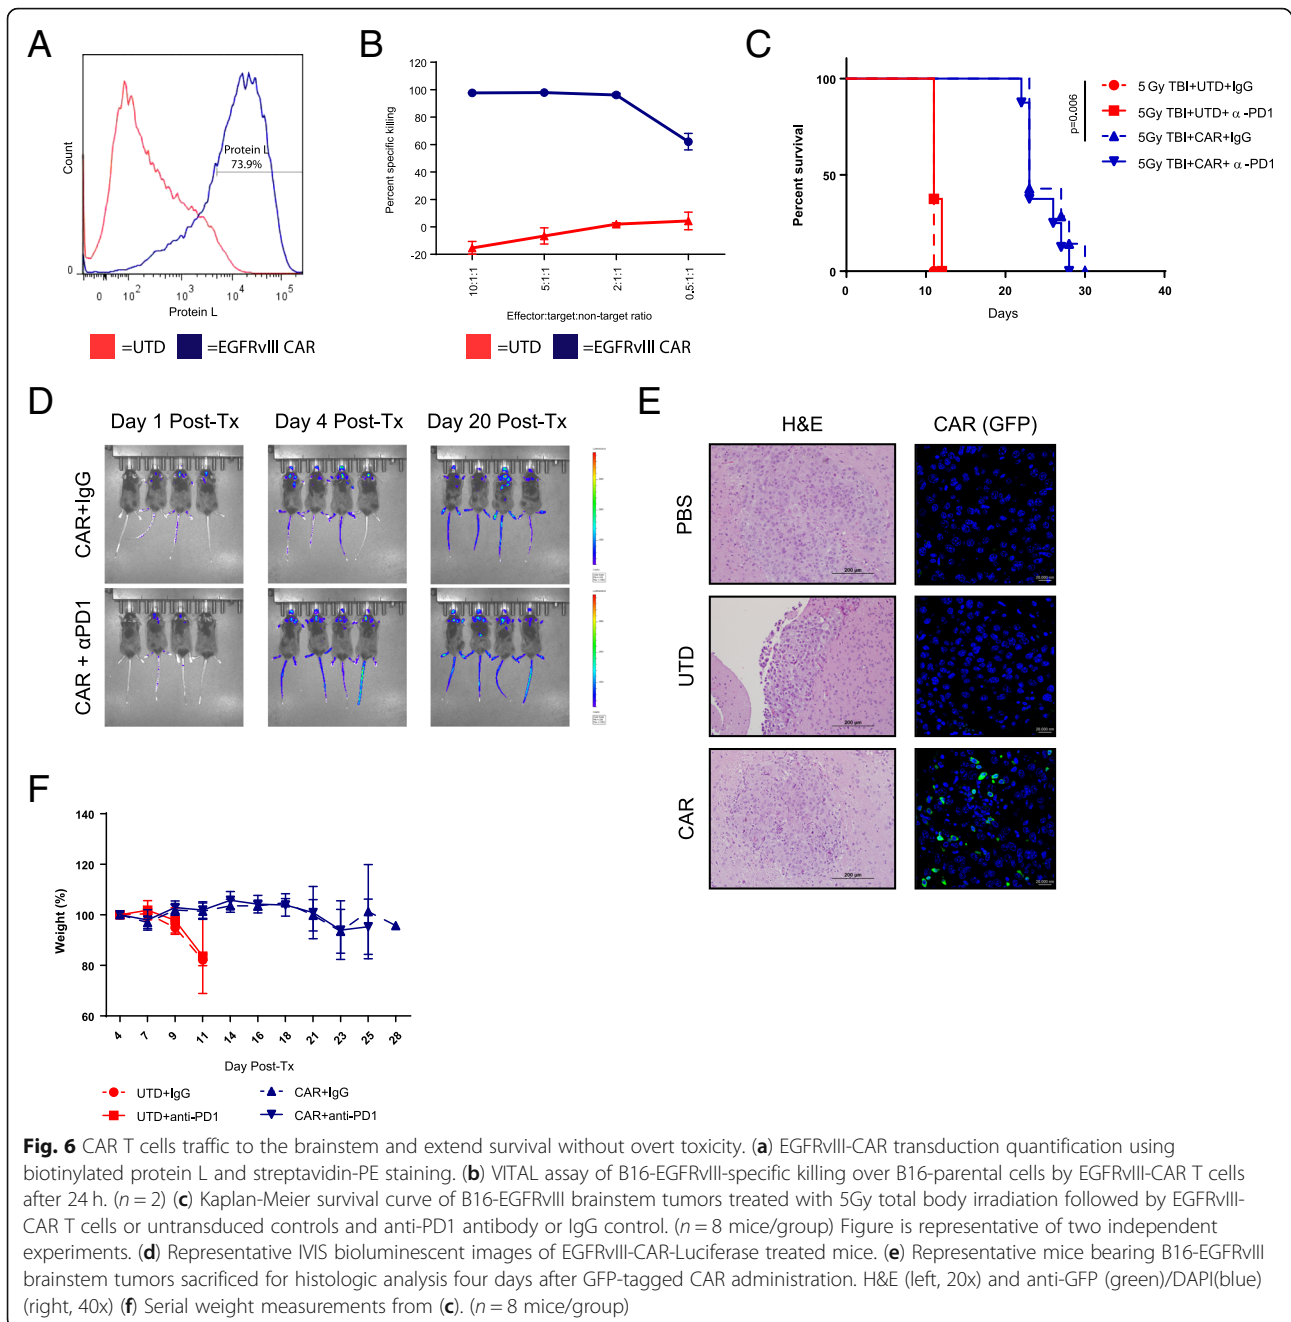 A
Count
0
Protein L
73.9%
0 10² 10³ 10⁴ 10⁵
Protein L
=UTD =EGFRvIII CAR
B
Percent specific killing
120
100
80
60
40
20
0
-20
10:1:1 5:1:1 2:1:1 0.5:1:1
Effector:target:non-target ratio
=UTD =EGFRvIII CAR
C
Percent survival
100
50
0
0 10 20 30 40
Days
5 Gy TBI+UTD+IgG
5Gy TBI+UTD+ α-PD1
5Gy TBI+CAR+IgG
5Gy TBI+CAR+ α-PD1
p=0.006
D
Day 1 Post-Tx Day 4 Post-Tx Day 20 Post-Tx
CAR+IgG
CAR + αPD1
E
H&E CAR (GFP)
PBS
200 µm
UTD
200 µm
CAR
200 µm
F
Weight (%)
140
120
100
80
60
4 7 9 11 14 16 18 21 23 25 28
Day Post-Tx
UTD+IgG CAR+IgG
UTD+anti-PD1 CAR+anti-PD1
Fig. 6 CAR T cells traffic to the brainstem and extend survival without overt toxicity. (a) EGFRvIII-CAR transduction quantification using
biotinylated protein L and streptavidin-PE staining. (b) VITAL assay of B16-EGFRvIII-specific killing over B16-parental cells by EGFRvIII-CAR T cells
after 24 h. (n = 2) (c) Kaplan-Meier survival curve of B16-EGFRvIII brainstem tumors treated with 5Gy total body irradiation followed by EGFRvIII-
CAR T cells or untransduced controls and anti-PD1 antibody or IgG control. (n = 8 mice/group) Figure is representative of two independent
experiments. (d) Representative IVIS bioluminescent images of EGFRvIII-CAR-Luciferase treated mice. (e) Representative mice bearing B16-EGFRvIII
brainstem tumors sacrificed for histologic analysis four days after GFP-tagged CAR administration. H&E (left, 20x) and anti-GFP (green)/DAPI(blue)
(right, 40x) (f) Serial weight measurements from (c). (n = 8 mice/group)